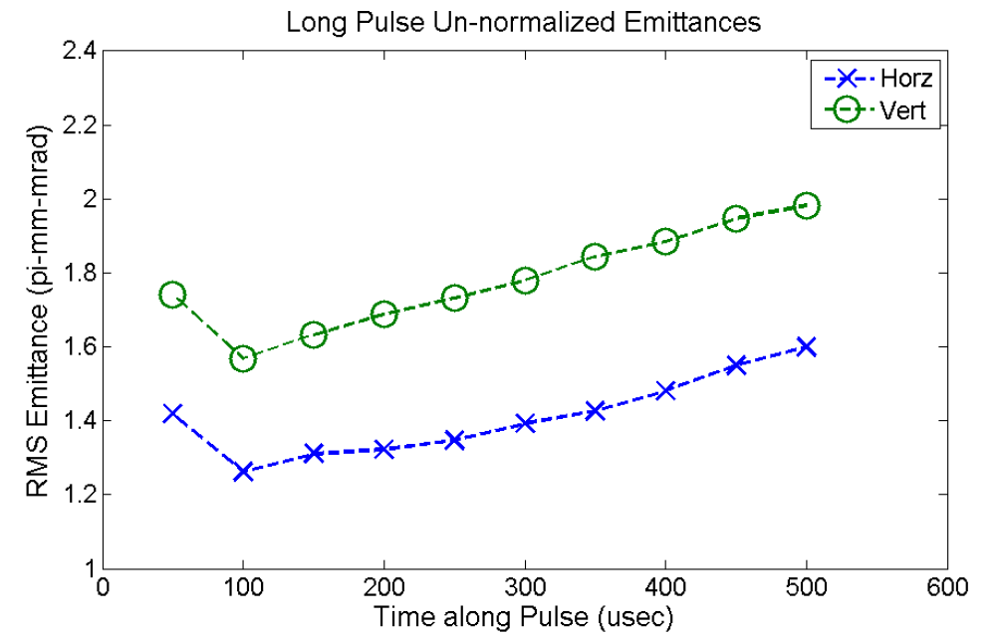 Long Pulse Un-normalized Emittances
2.4
2.2
2
1.8
1.6
1.4
1.2
1
RMS Emittance (pi-mm-mrad)
Horz
Vert
0 100 200 300 400 500 600
Time along Pulse (usec)